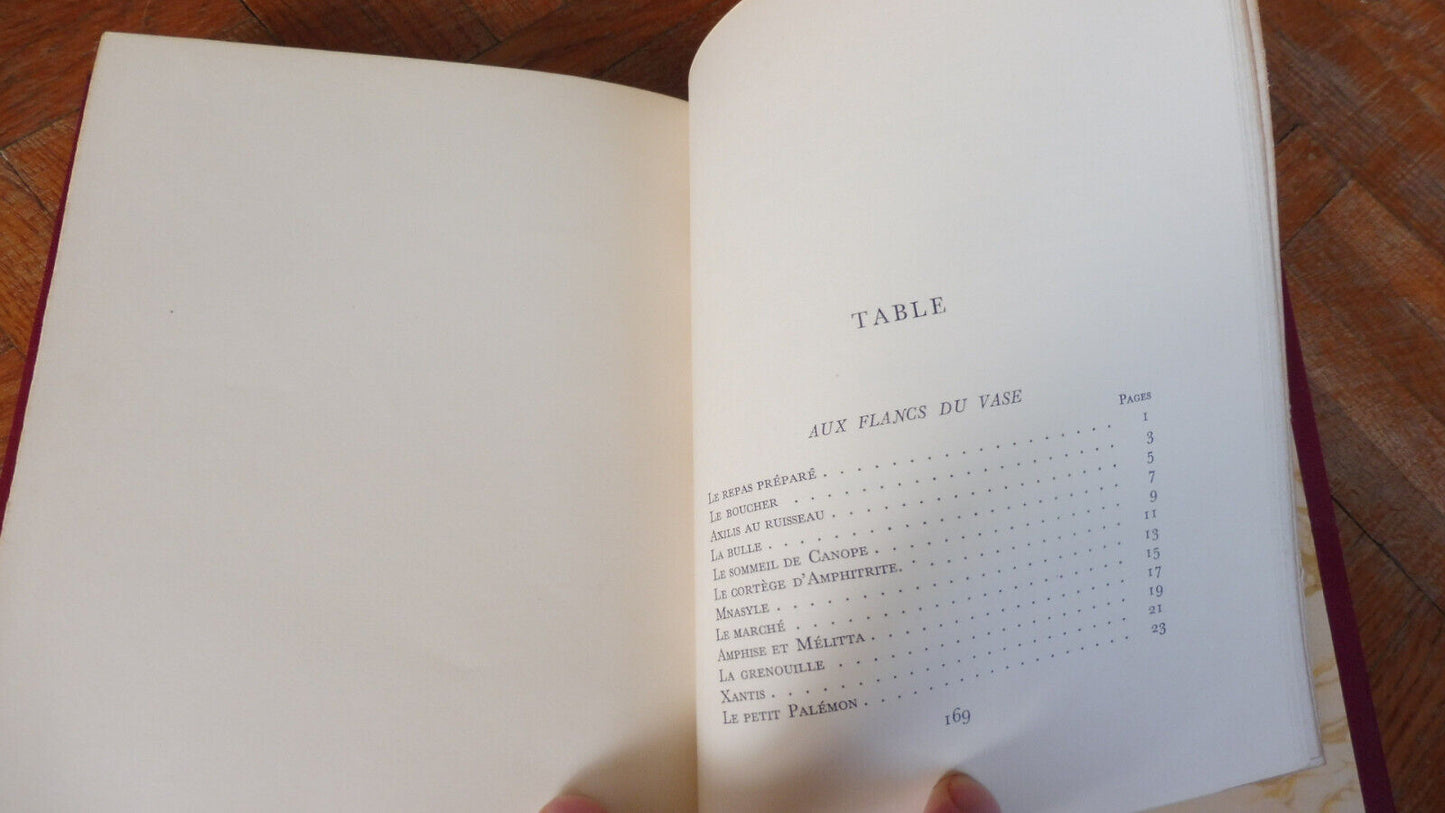 TABLE
AUX FLANCS DU VASE
Pages
Le repas préparé . . . . . . . . . . . . . . . 1
Le boucher . . . . . . . . . . . . . . . . . 3
Axilis au ruisseau . . . . . . . . . . . . . . . 5
La bulle . . . . . . . . . . . . . . . . . . 7
Le sommeil de Canope . . . . . . . . . . . . . 9
Le cortège d'Amphitrite . . . . . . . . . . . . 11
Mnasyle . . . . . . . . . . . . . . . . . . 13
Le marché . . . . . . . . . . . . . . . . . 15
Amphise et Mélitta . . . . . . . . . . . . . . 17
La grenouille . . . . . . . . . . . . . . . . 19
Xantis . . . . . . . . . . . . . . . . . . . 21
Le petit Palémon . . . . . . . . . . . . . . 23
169